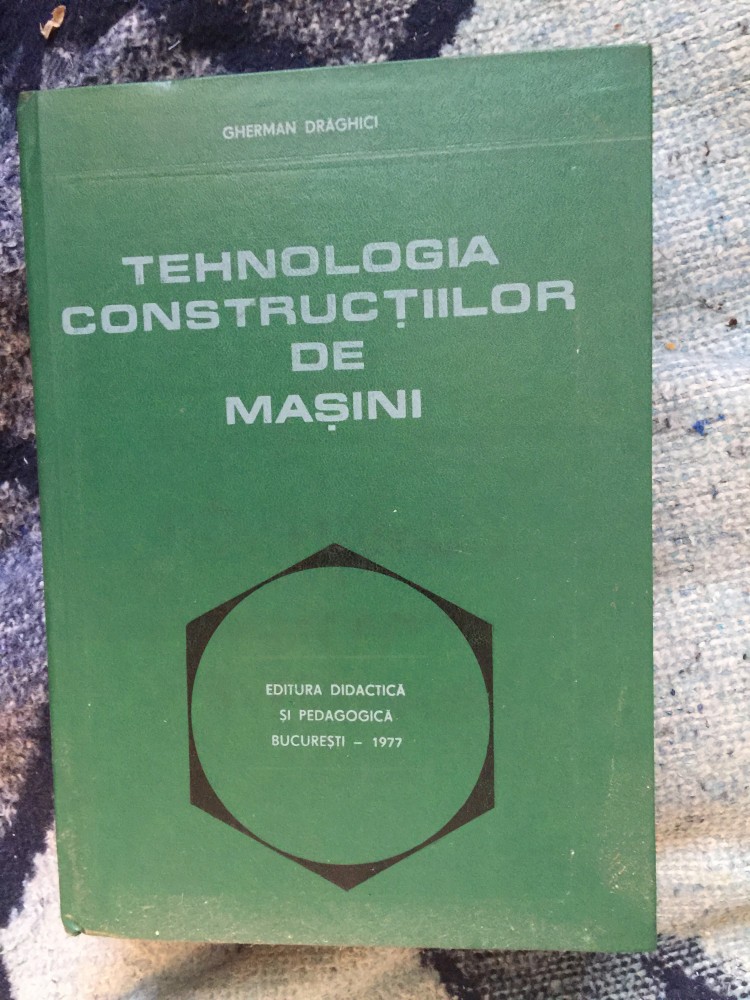 GHERMAN DRĂGHICI
TEHNOLOGIA
CONSTRUCȚIILOR
DE
MAȘINI
EDITURA DIDACTICĂ
ȘI PEDAGOGICĂ
BUCUREȘTI – 1977